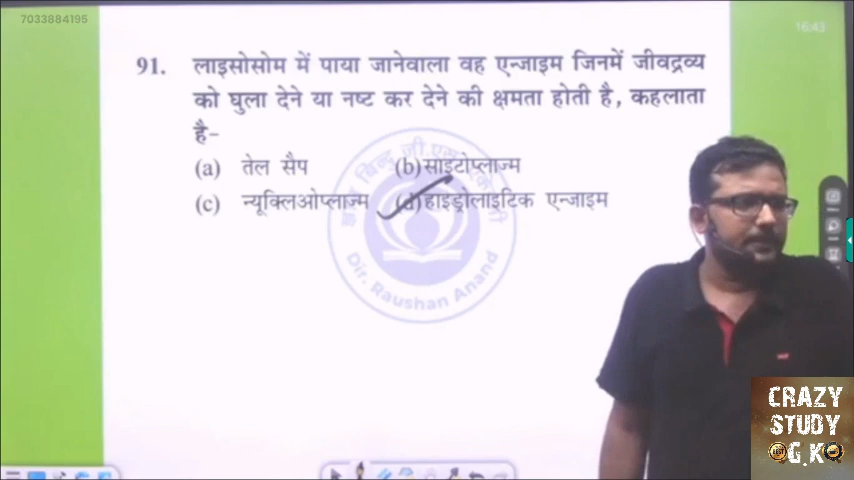 7033884195
16:43
91. लाइसोसोम में पाया जानेवाला वह एन्जाइम जिनमें जीवद्रव्य
को घुला देने या नष्ट कर देने की क्षमता होती है, कहलाता
है-
(a) तेल सैप (b) साइटोप्लाज्म
(c) न्यूक्लिओप्लाज्म (d) हाइड्रोलाइटिक एन्जाइम
Dir. Raushan Anand
CRAZY
STUDY
G.K